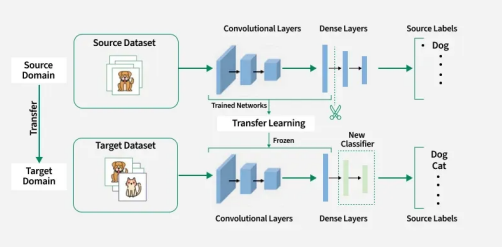 Convolutional Layers
Dense Layers
Source Labels
Source Dataset
• Dog
Source
Domain
Trained Networks
Transfer
Transfer Learning
Frozen
New
Classifier
Target Dataset
Target
Domain
Dog
Cat
Convolutional Layers
Dense Layers
Source Labels